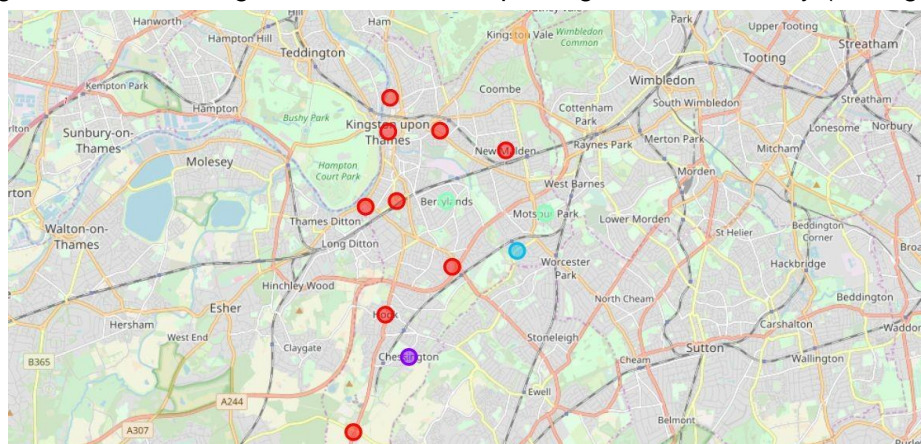 Hanworth
Ham
Kingston Vale
Wimbledon
Common
Park
Upper Tooting
Hampton Hill
Teddington
Streatham
Tooting
Kempton Park
Coombe
Wimbledon
Hampton
Bushy Park
Cottenham
Park
South Wimbledon
Streatham
Sunbury-on-
Thames
Kingston upon
Thames
Lonesome
Norbury
Molesey
New Malden
Raynes Park
Merton Park
Mitcham
Hampton
Court Park
Morden
West Barnes
Berrylands
Thames Ditton
Motspur Park
Lower Morden
Walton-on-
Thames
Long Ditton
St Helier
Beddington
Corner
Worcester
Park
Hackbridge
Hinchley Wood
Esher
Hook
North Cheam
Beddington
Hersham
West End
Claygate
Stoneleigh
Carshalton
Waddon
B365
Chessington
Cheam
Sutton
Wallington
Ewell
A244
A307
Belmont